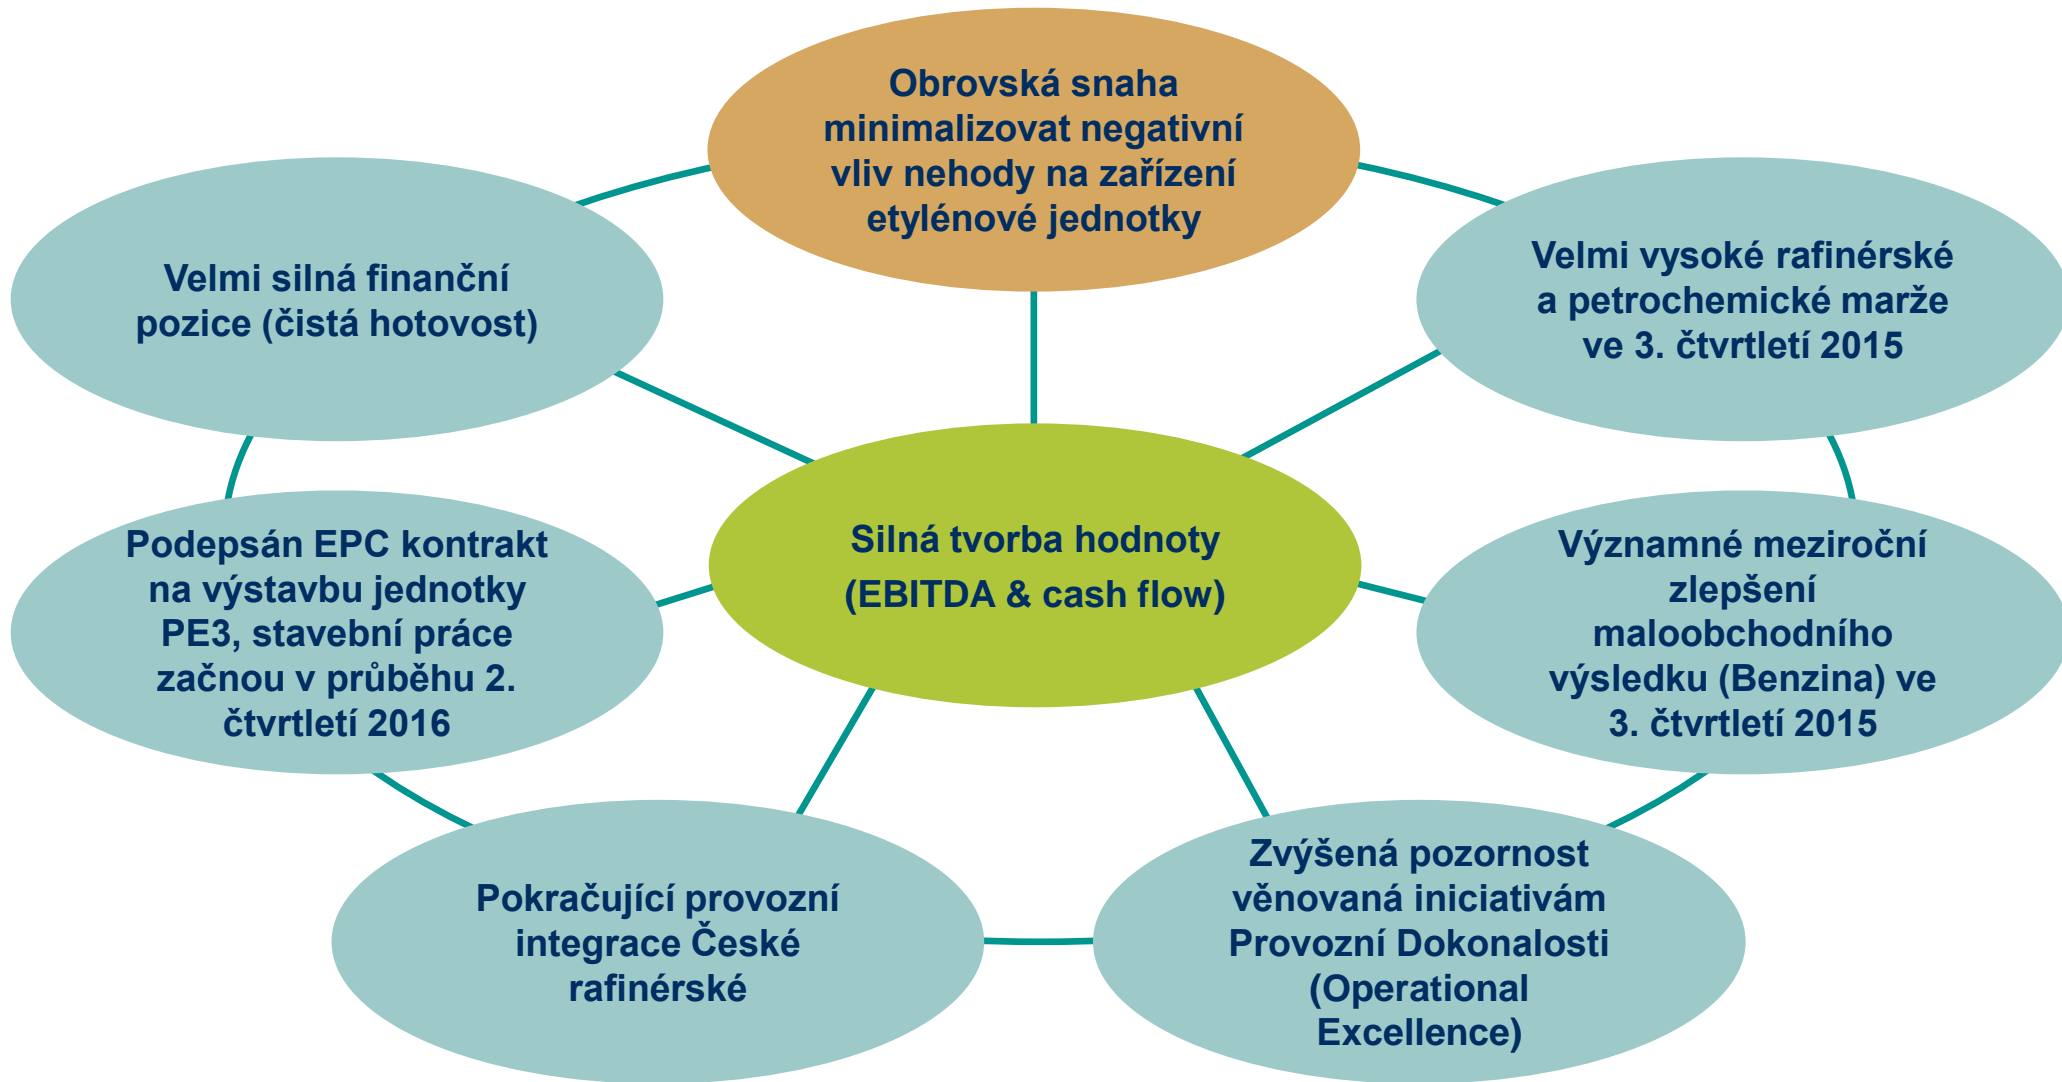 Obrovská snaha
minimalizovat negativní
vliv nehody na zařízení
etylénové jednotky
Velmi silná finanční
pozice (čistá hotovost)
Velmi vysoké rafinérské
a petrochemické marže
ve 3. čtvrtletí 2015
Silná tvorba hodnoty
(EBITDA & cash flow)
Podepsán EPC kontrakt
na výstavbu jednotky
PE3, stavební práce
začnou v průběhu 2.
čtvrtletí 2016
Významné meziroční
zlepšení
maloobchodního
výsledku (Benzina) ve
3. čtvrtletí 2015
Pokračující provozní
integrace České
rafinérské
Zvýšená pozornost
věnovaná iniciativám
Provozní Dokonalosti
(Operational
Excellence)